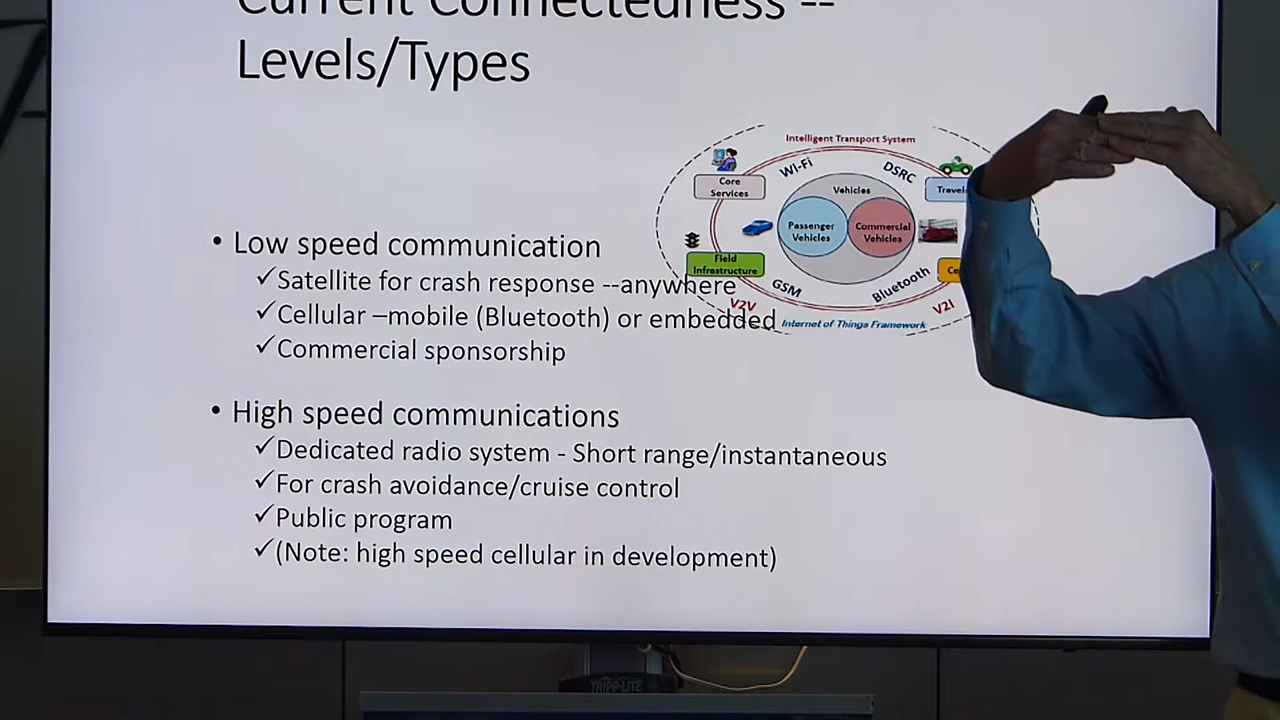 Current Connectedness --
Levels/Types
Intelligent Transport System
Wi-Fi
DSRC
Core
Services
Vehicles
Passenger
Vehicles
Commercial
Vehicles
Field
Infrastructure
GSM
Bluetooth
V2V
V2I
Internet of Things Framework
• Low speed communication
✓Satellite for crash response --anywhere
✓Cellular –mobile (Bluetooth) or embedded
✓Commercial sponsorship
• High speed communications
✓Dedicated radio system - Short range/instantaneous
✓For crash avoidance/cruise control
✓Public program
✓(Note: high speed cellular in development)
TRIPP-LITE